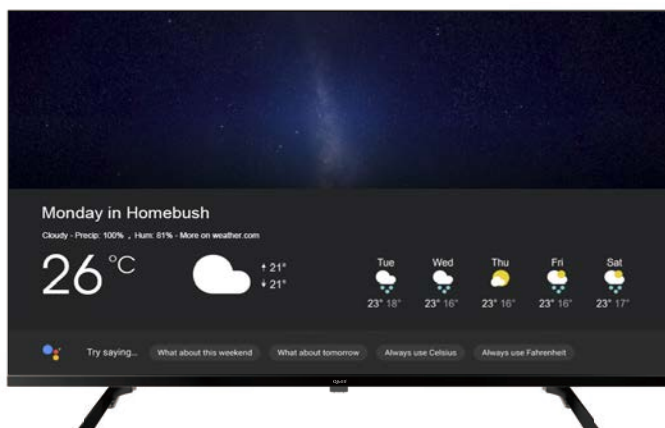 Monday in Homebush
Cloudy - Precip: 100% , Hum: 81% - More on weather.com
26 °C
↑ 21°
↓ 21°
Tue Wed Thu Fri Sat
23° 18° 23° 16° 23° 16° 23° 16° 23° 17°
Try saying... What about this weekend What about tomorrow Always use Celsius Always use Fahrenheit